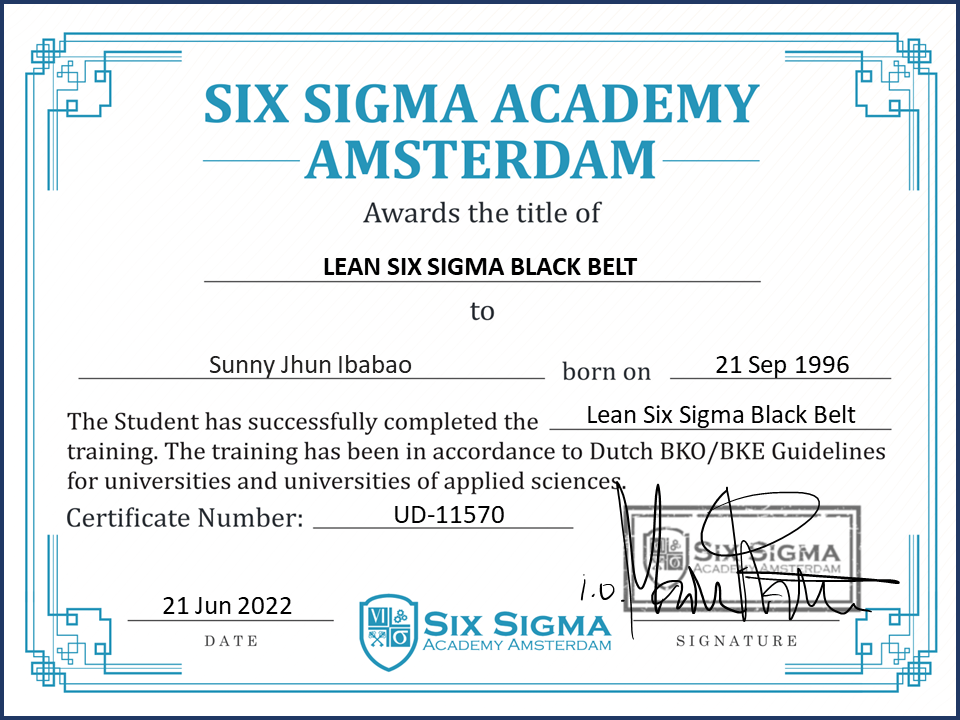 SIX SIGMA ACADEMY
AMSTERDAM
Awards the title of
LEAN SIX SIGMA BLACK BELT
to
Sunny Jhun Ibabao born on 21 Sep 1996
The Student has successfully completed the Lean Six Sigma Black Belt
training. The training has been in accordance to Dutch BKO/BKE Guidelines
for universities and universities of applied sciences.
Certificate Number: UD-11570
SIX SIGMA
ACADEMY AMSTERDAM
i.o.
21 Jun 2022
DATE
VI
SIX SIGMA
ACADEMY AMSTERDAM
SIGNATURE